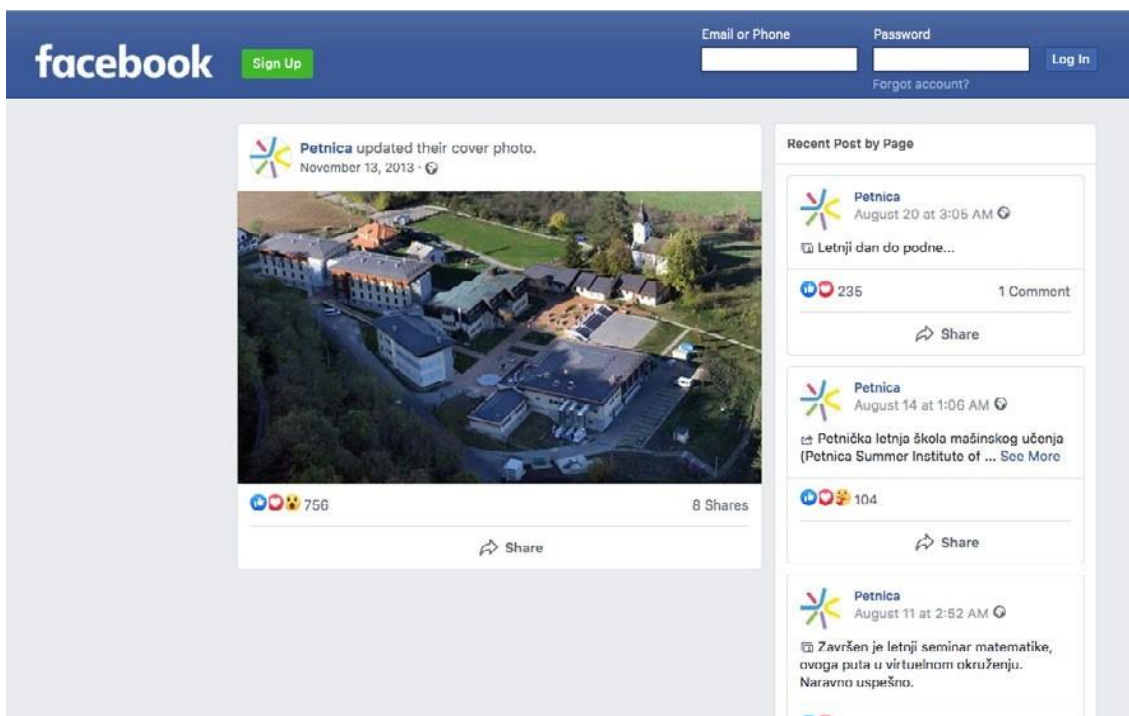 facebook
Sign Up
Email or Phone
Password
Log In
Forgot account?
Petnica updated their cover photo.
November 13, 2013 ·
756
8 Shares
Share
Recent Post by Page
Petnica
August 20 at 3:05 AM
Letnji dan do podne...
235
1 Comment
Share
Petnica
August 14 at 1:06 AM
Petnička letnja škola mašinskog učenja
(Petnica Summer Institute of ... See More
104
Share
Petnica
August 11 at 2:52 AM
Završen je letnji seminar matematike,
ovoga puta u virtuelnom okruženju.
Naravno uspešno.